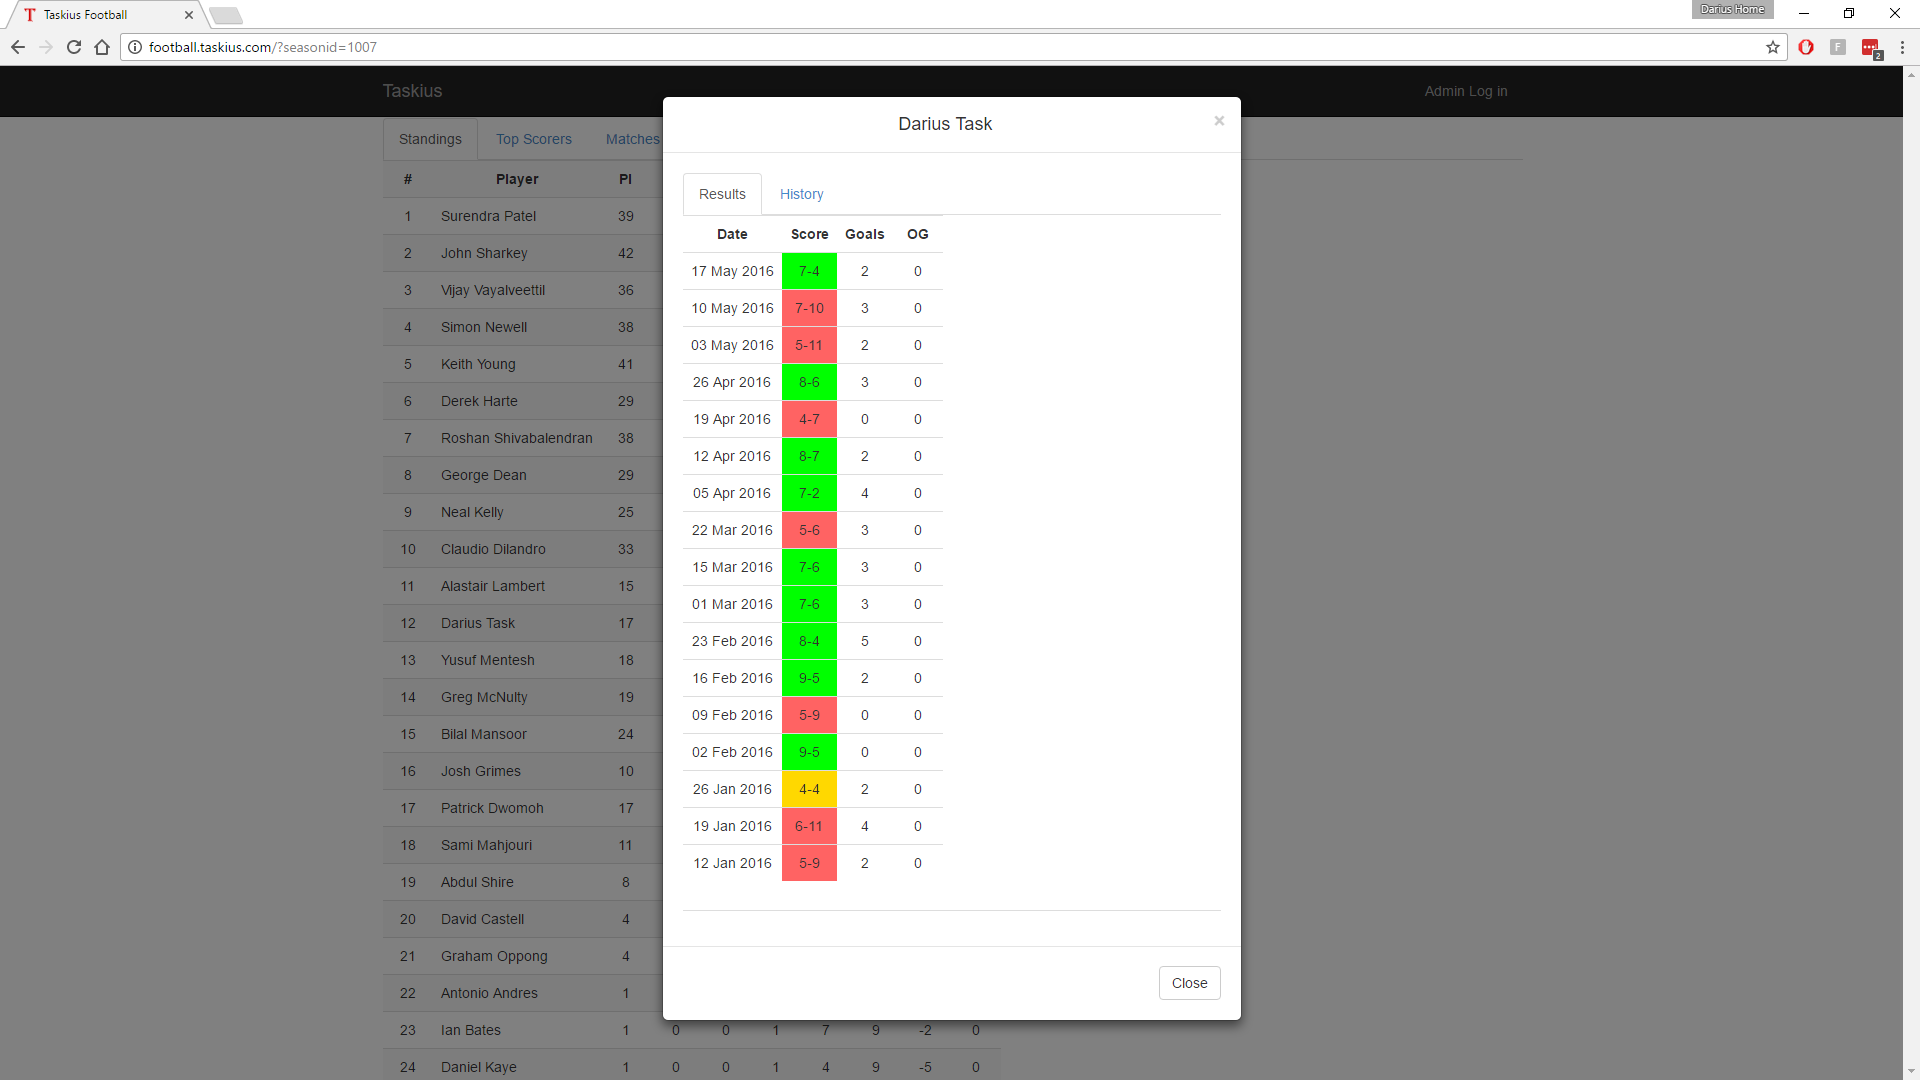 Taskius Football
Darius Home
football.taskius.com/?seasonid=1007
F
2
Taskius
Admin Log in
Standings Top Scorers Matches
# Player Pl
1 Surendra Patel 39
2 John Sharkey 42
3 Vijay Vayalveettil 36
4 Simon Newell 38
5 Keith Young 41
6 Derek Harte 29
7 Roshan Shivabalendran 38
8 George Dean 29
9 Neal Kelly 25
10 Claudio Dilandro 33
11 Alastair Lambert 15
12 Darius Task 17
13 Yusuf Mentesh 18
14 Greg McNulty 19
15 Bilal Mansoor 24
16 Josh Grimes 10
17 Patrick Dwomoh 17
18 Sami Mahjouri 11
19 Abdul Shire 8
20 David Castell 4
21 Graham Oppong 4
22 Antonio Andres 1
23 Ian Bates 1 0 0 1 7 9 -2 0
24 Daniel Kaye 1 0 0 1 4 9 -5 0
Darius Task ×
Results History
Date Score Goals OG
17 May 2016 7-4 2 0
10 May 2016 7-10 3 0
03 May 2016 5-11 2 0
26 Apr 2016 8-6 3 0
19 Apr 2016 4-7 0 0
12 Apr 2016 8-7 2 0
05 Apr 2016 7-2 4 0
22 Mar 2016 5-6 3 0
15 Mar 2016 7-6 3 0
01 Mar 2016 7-6 3 0
23 Feb 2016 8-4 5 0
16 Feb 2016 9-5 2 0
09 Feb 2016 5-9 0 0
02 Feb 2016 9-5 0 0
26 Jan 2016 4-4 2 0
19 Jan 2016 6-11 4 0
12 Jan 2016 5-9 2 0
Close